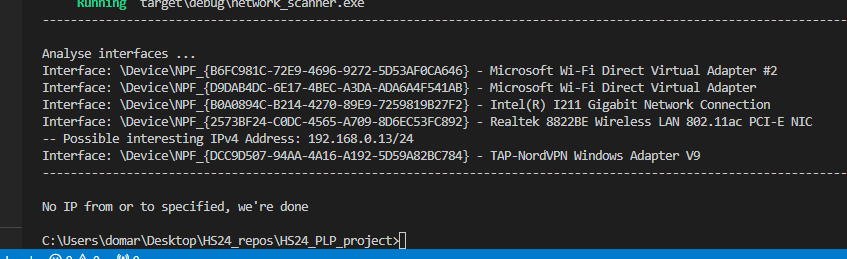 Running `target\debug\network_scanner.exe`
--------------------------------------------------------------------------------
Analyse interfaces ...
Interface: \Device\NPF_{B6FC981C-72E9-4696-9272-5D53AF0CA646} - Microsoft Wi-Fi Direct Virtual Adapter #2
Interface: \Device\NPF_{D9DAB4DC-6E17-4BEC-A3DA-ADA6A4F541AB} - Microsoft Wi-Fi Direct Virtual Adapter
Interface: \Device\NPF_{B0A0894C-B214-4270-89E9-7259819B27F2} - Intel(R) I211 Gigabit Network Connection
Interface: \Device\NPF_{2573BF24-C0DC-4565-A709-8D6EC53FC892} - Realtek 8822BE Wireless LAN 802.11ac PCI-E NIC
-- Possible interesting IPv4 Address: 192.168.0.13/24
Interface: \Device\NPF_{DCC9D507-94AA-4A16-A192-5D59A82BC784} - TAP-NordVPN Windows Adapter V9
--------------------------------------------------------------------------------
No IP from or to specified, we're done
C:\Users\domar\Desktop\HS24_repos\HS24_PLP_project>